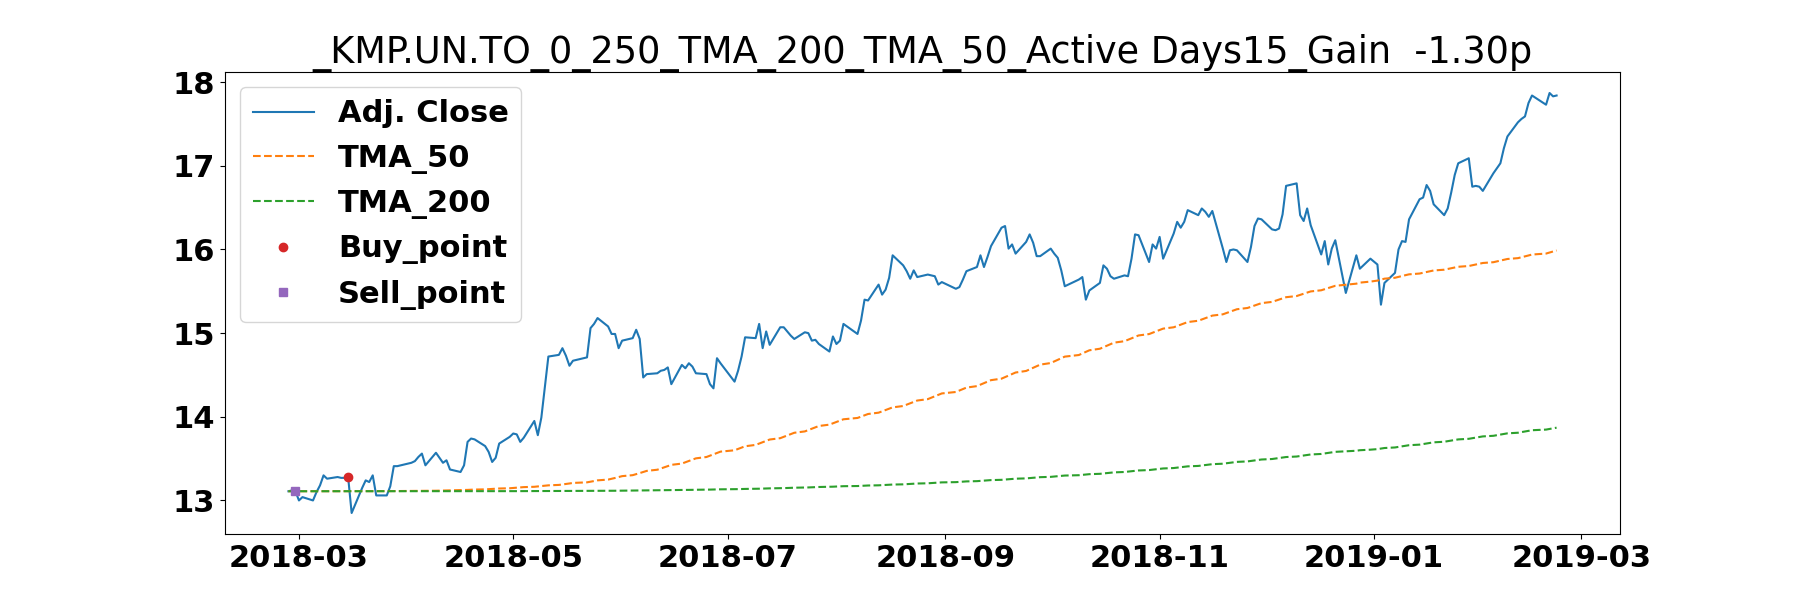 _KMP.UN.TO_0_250_TMA_200_TMA_50_Active Days15_Gain  -1.30p
18
17
16
15
14
13
Adj. Close
TMA_50
TMA_200
Buy_point
Sell_point
2018-03 2018-05 2018-07 2018-09 2018-11 2019-01 2019-03